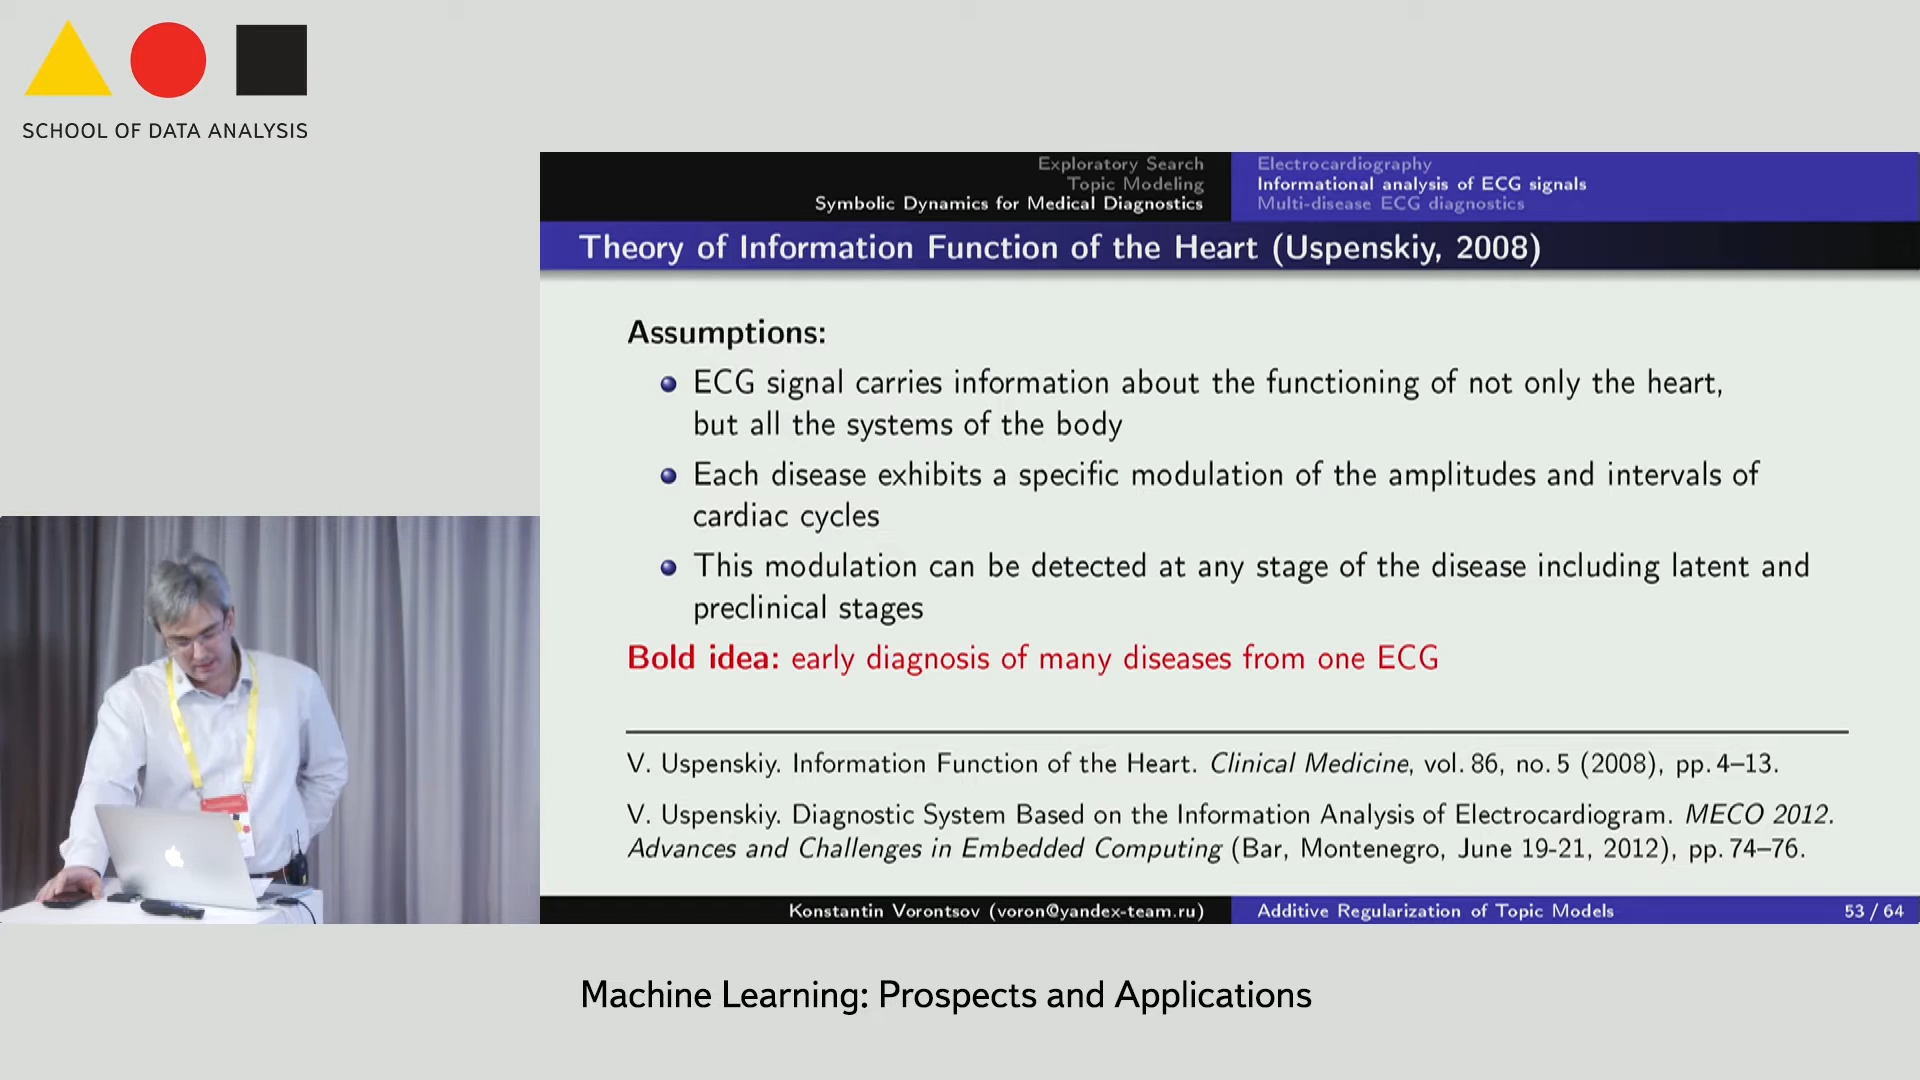 SCHOOL OF DATA ANALYSIS
Exploratory Search
Topic Modeling
Symbolic Dynamics for Medical Diagnostics
Electrocardiography
Informational analysis of ECG signals
Multi-disease ECG diagnostics
Theory of Information Function of the Heart (Uspenskiy, 2008)
Assumptions:
ECG signal carries information about the functioning of not only the heart,
but all the systems of the body
Each disease exhibits a specific modulation of the amplitudes and intervals of
cardiac cycles
This modulation can be detected at any stage of the disease including latent and
preclinical stages
Bold idea: early diagnosis of many diseases from one ECG
V. Uspenskiy. Information Function of the Heart. Clinical Medicine, vol. 86, no. 5 (2008), pp. 4–13.
V. Uspenskiy. Diagnostic System Based on the Information Analysis of Electrocardiogram. MECO 2012.
Advances and Challenges in Embedded Computing (Bar, Montenegro, June 19-21, 2012), pp. 74–76.
Konstantin Vorontsov (voron@yandex-team.ru)
Additive Regularization of Topic Models
53 / 64
Machine Learning: Prospects and Applications